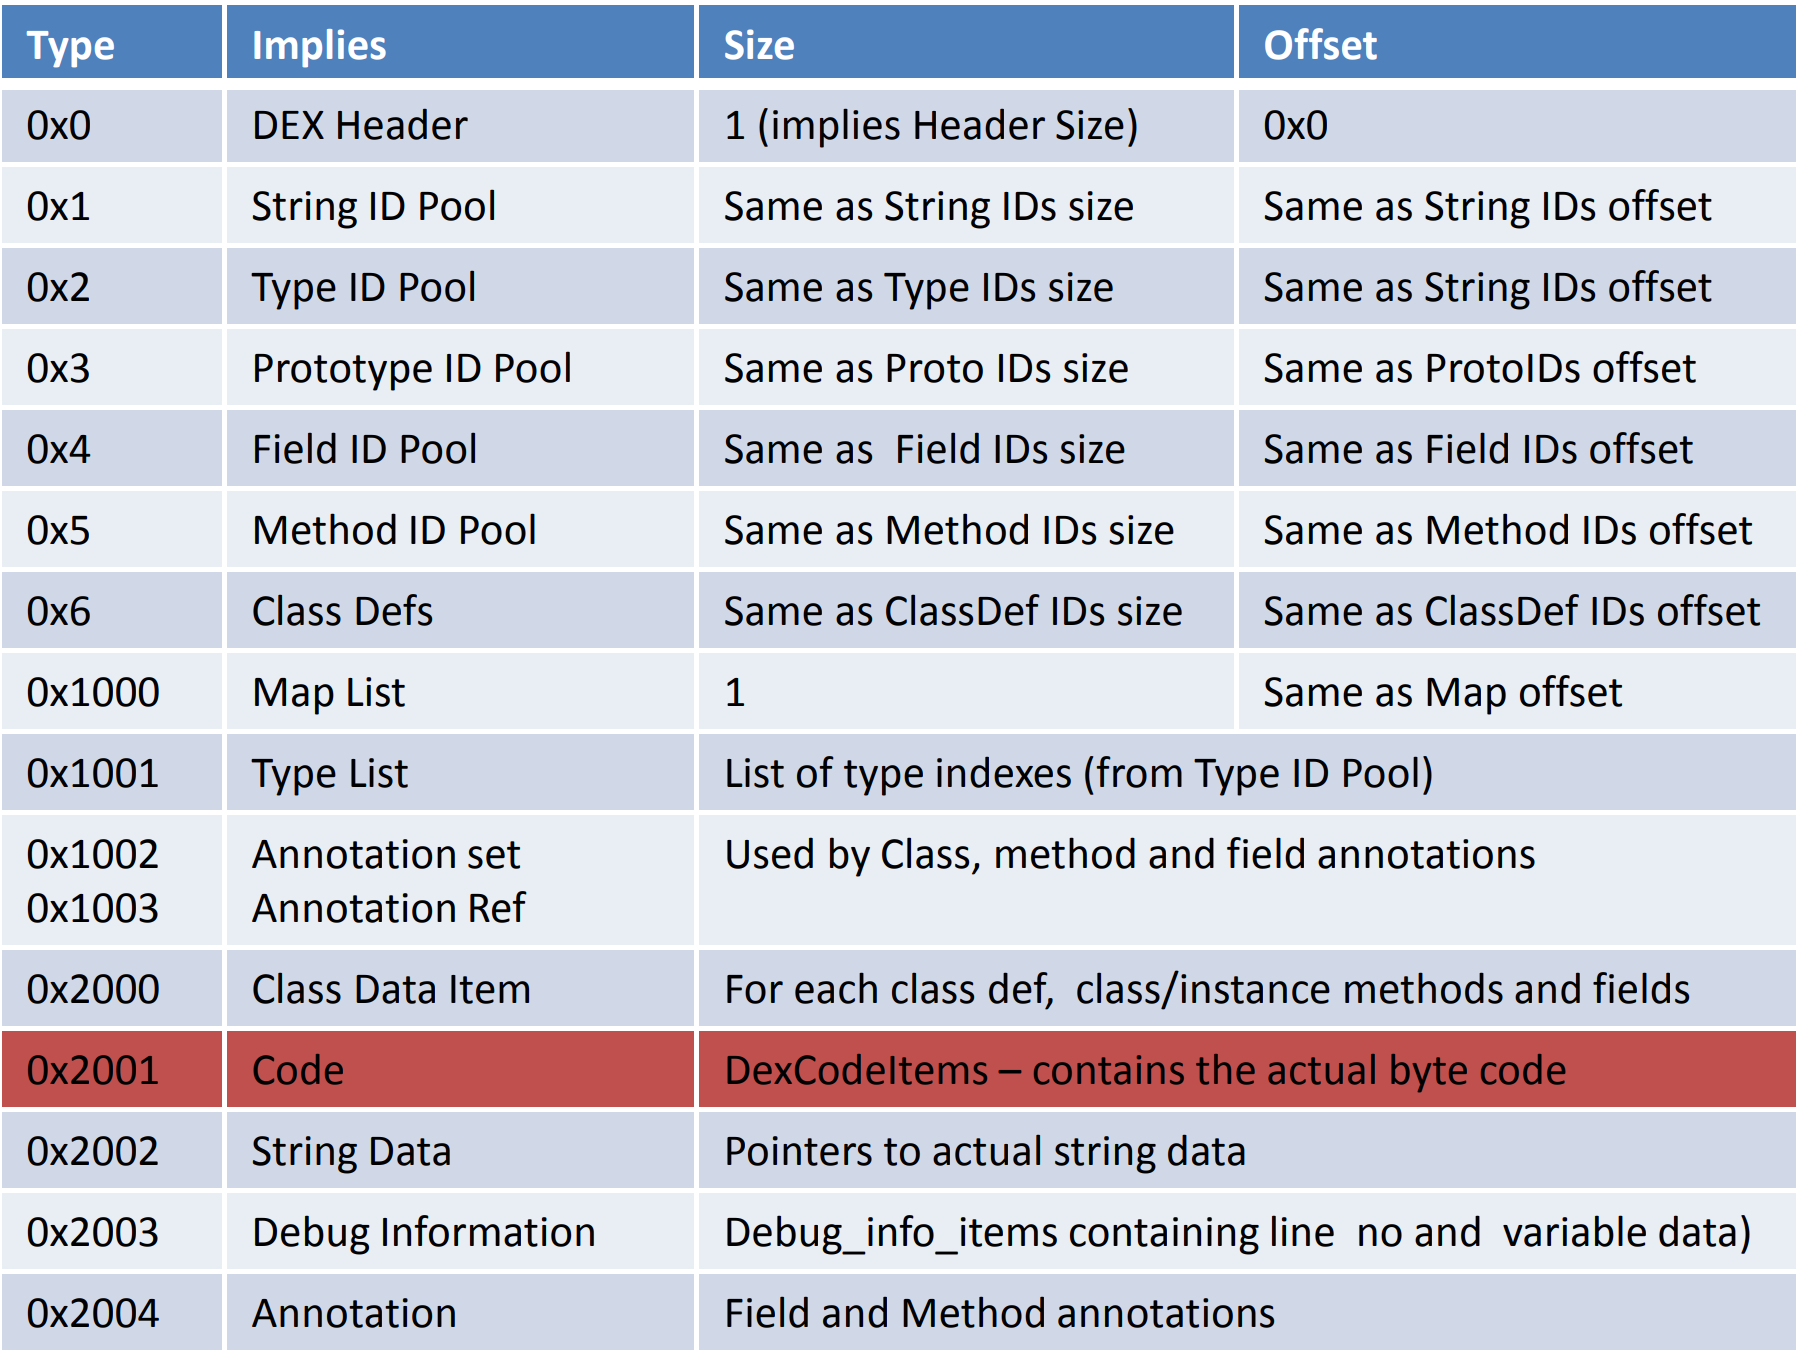 Type Implies Size Offset
0x0 DEX Header 1 (implies Header Size) 0x0
0x1 String ID Pool Same as String IDs size Same as String IDs offset
0x2 Type ID Pool Same as Type IDs size Same as String IDs offset
0x3 Prototype ID Pool Same as Proto IDs size Same as ProtoIDs offset
0x4 Field ID Pool Same as  Field IDs size Same as Field IDs offset
0x5 Method ID Pool Same as Method IDs size Same as Method IDs offset
0x6 Class Defs Same as ClassDef IDs size Same as ClassDef IDs offset
0x1000 Map List 1 Same as Map offset
0x1001 Type List List of type indexes (from Type ID Pool)
0x1002 Annotation set Used by Class, method and field annotations
0x1003 Annotation Ref
0x2000 Class Data Item For each class def,  class/instance methods and fields
0x2001 Code DexCodeItems – contains the actual byte code
0x2002 String Data Pointers to actual string data
0x2003 Debug Information Debug_info_items containing line  no and  variable data)
0x2004 Annotation Field and Method annotations